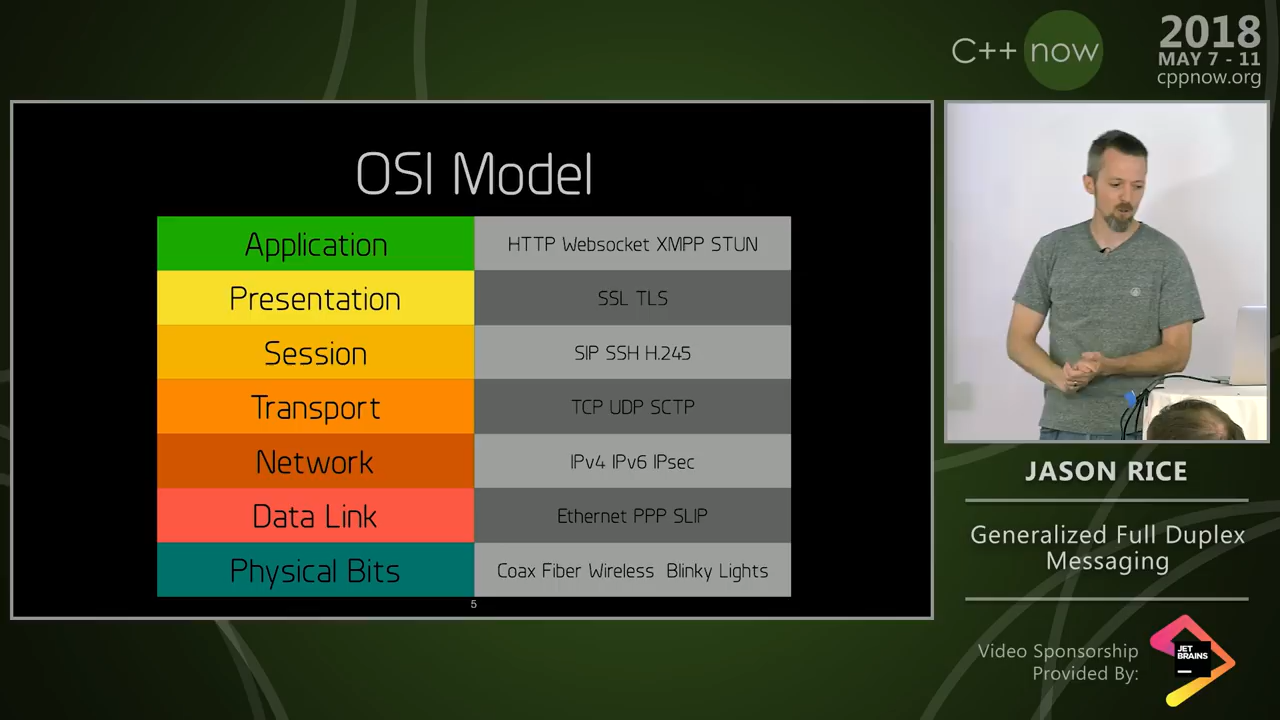 C++ now
2018
MAY 7 - 11
cppnow.org
OSI Model
Application HTTP Websocket XMPP STUN
Presentation SSL TLS
Session SIP SSH H.245
Transport TCP UDP SCTP
Network IPv4 IPv6 IPsec
Data Link Ethernet PPP SLIP
Physical Bits Coax Fiber Wireless Blinky Lights
5
JASON RICE
Generalized Full Duplex
Messaging
Video Sponsorship
Provided By:
JET
BRAINS